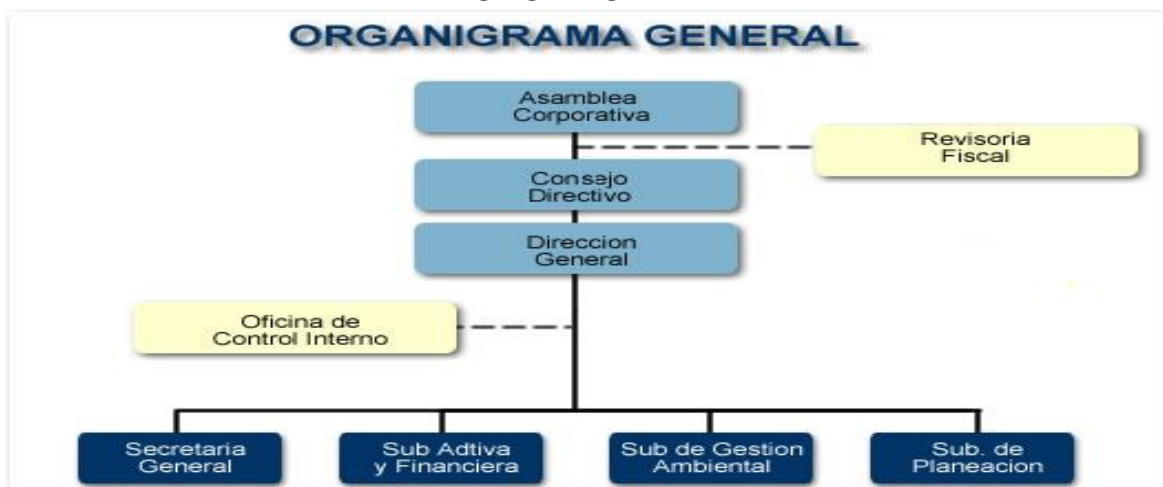 ORGANIGRAMA GENERAL
Asamblea
Corporativa
Revisoria
Fiscal
Consejo
Directivo
Direccion
General
Oficina de
Control Interno
Secretaria
General
Sub Adtiva
y Financiera
Sub de Gestion
Ambiental
Sub. de
Planeacion